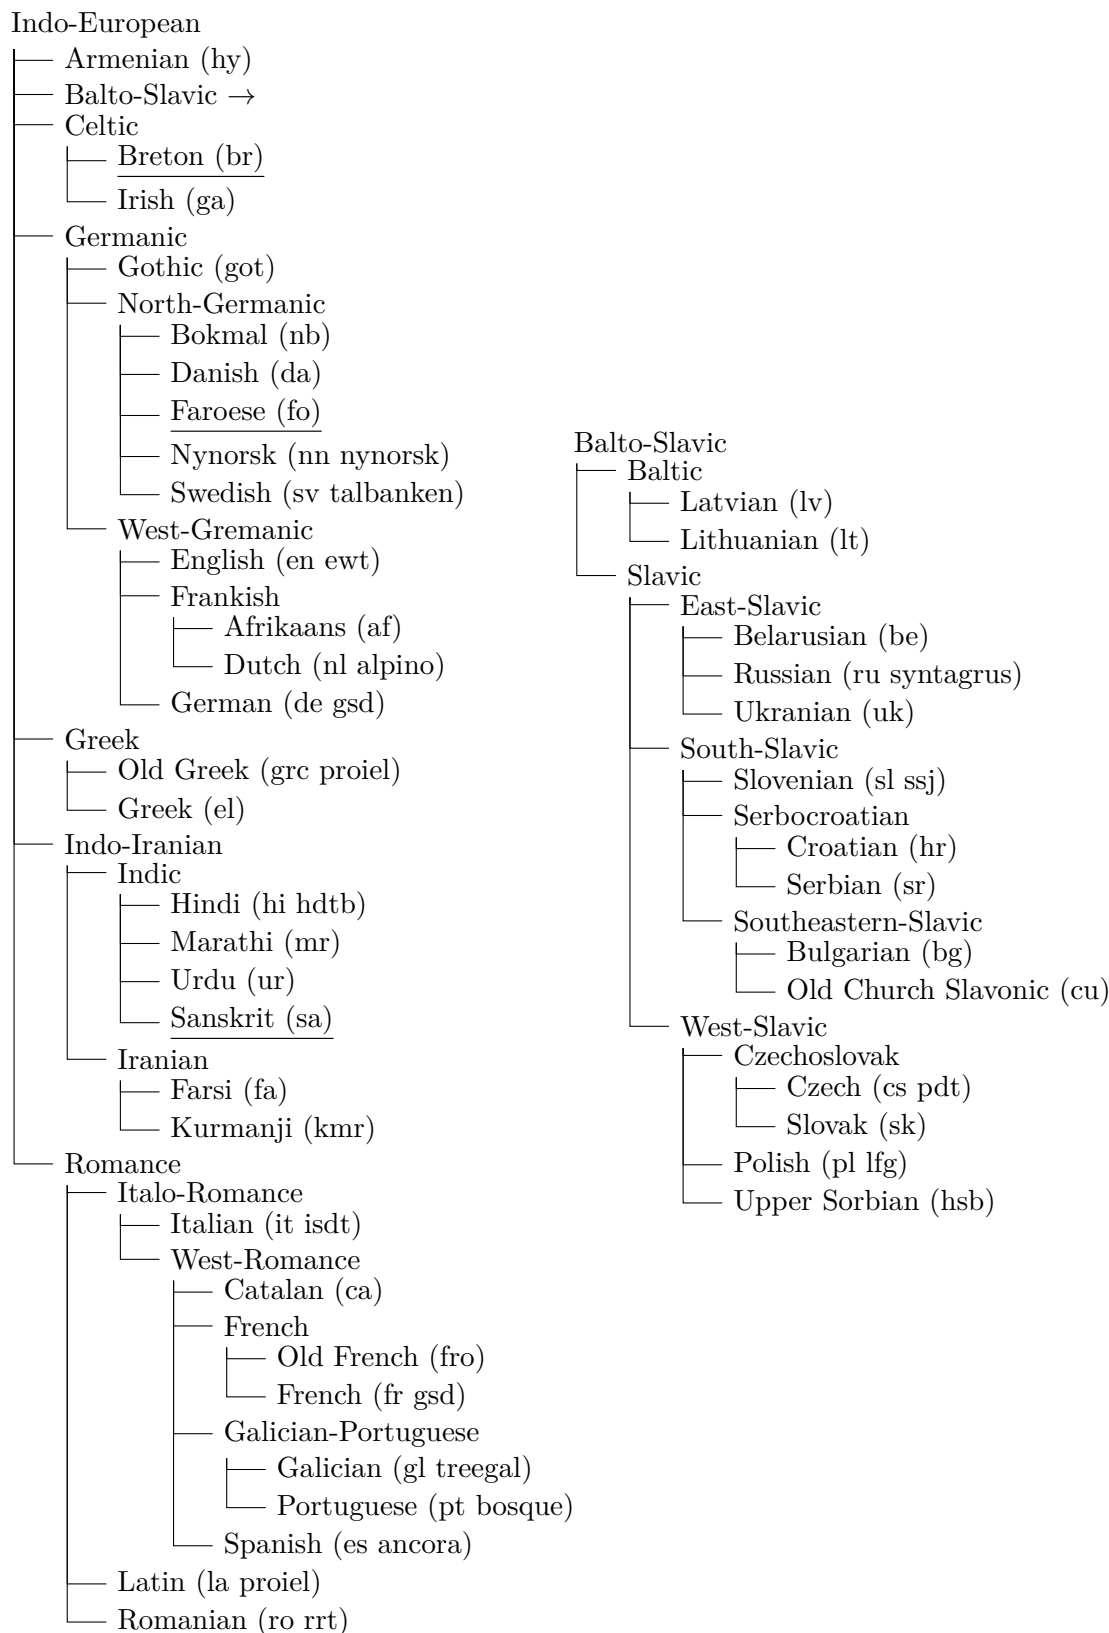 Indo-European
Armenian (hy)
Balto-Slavic →
Celtic
Breton (br)
Irish (ga)
Germanic
Gothic (got)
North-Germanic
Bokmal (nb)
Danish (da)
Faroese (fo)
Nynorsk (nn nynorsk)
Swedish (sv talbanken)
West-Gremanic
English (en ewt)
Frankish
Afrikaans (af)
Dutch (nl alpino)
German (de gsd)
Greek
Old Greek (grc proiel)
Greek (el)
Indo-Iranian
Indic
Hindi (hi hdtb)
Marathi (mr)
Urdu (ur)
Sanskrit (sa)
Iranian
Farsi (fa)
Kurmanji (kmr)
Romance
Italo-Romance
Italian (it isdt)
West-Romance
Catalan (ca)
French
Old French (fro)
French (fr gsd)
Galician-Portuguese
Galician (gl treegal)
Portuguese (pt bosque)
Spanish (es ancora)
Latin (la proiel)
Romanian (ro rrt)
Balto-Slavic
Baltic
Latvian (lv)
Lithuanian (lt)
Slavic
East-Slavic
Belarusian (be)
Russian (ru syntagrus)
Ukranian (uk)
South-Slavic
Slovenian (sl ssj)
Serbocroatian
Croatian (hr)
Serbian (sr)
Southeastern-Slavic
Bulgarian (bg)
Old Church Slavonic (cu)
West-Slavic
Czechoslovak
Czech (cs pdt)
Slovak (sk)
Polish (pl lfg)
Upper Sorbian (hsb)